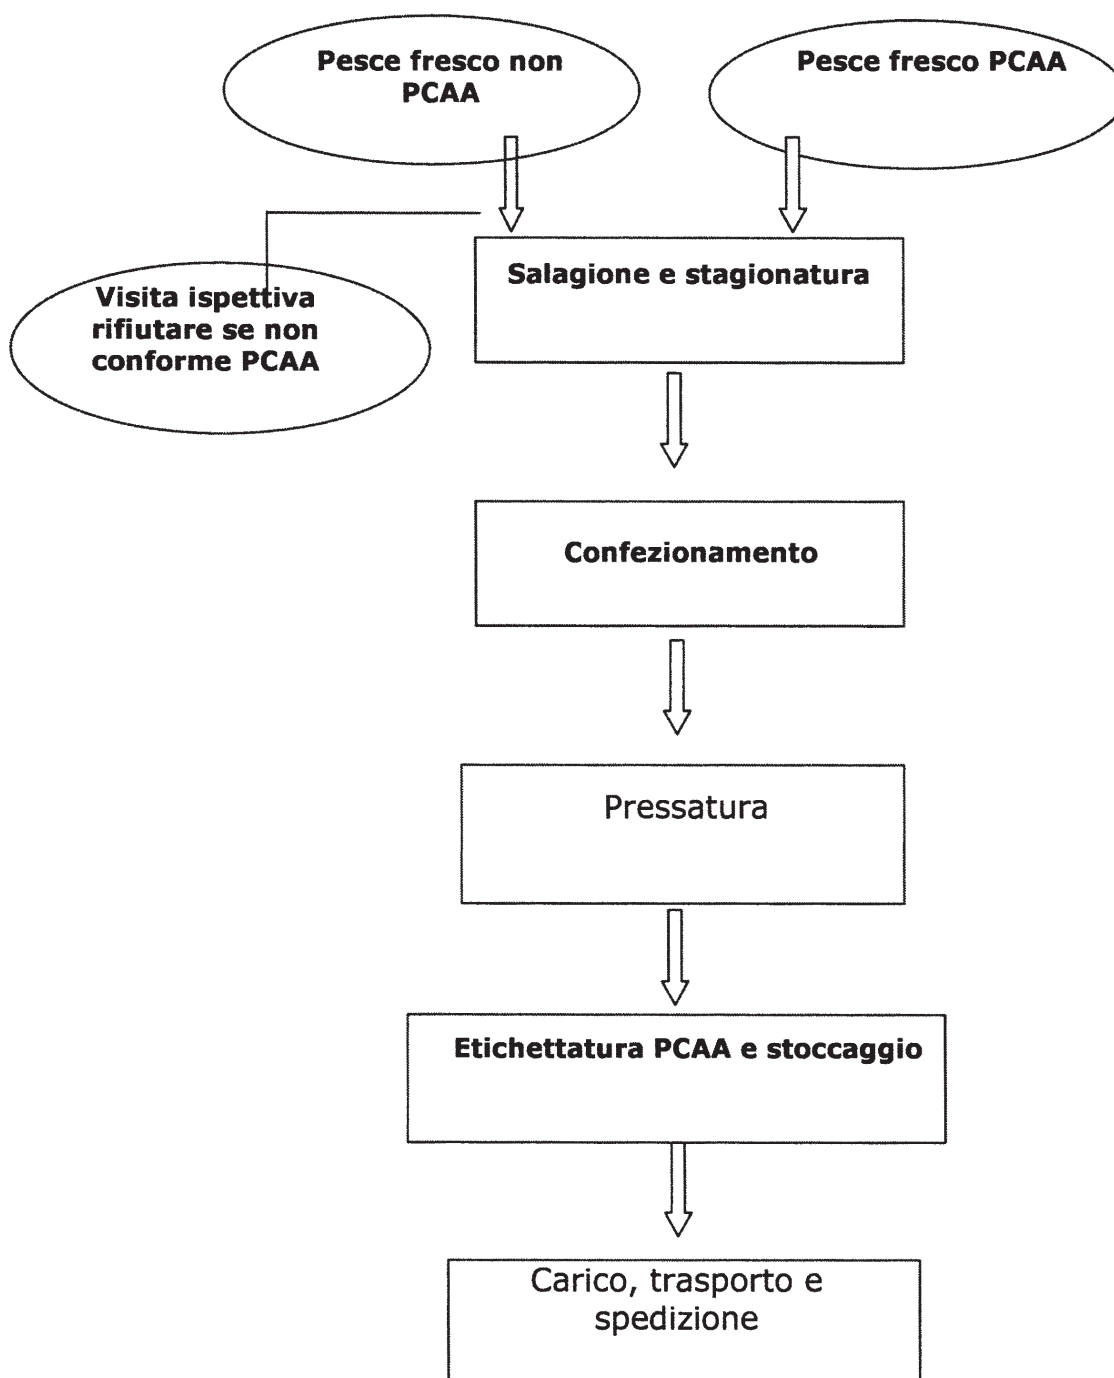 Pesce fresco non
PCAA
Pesce fresco PCAA
Salagione e stagionatura
Visita ispettiva
rifiutare se non
conforme PCAA
Confezionamento
Pressatura
Etichettatura PCAA e stoccaggio
Carico, trasporto e
spedizione